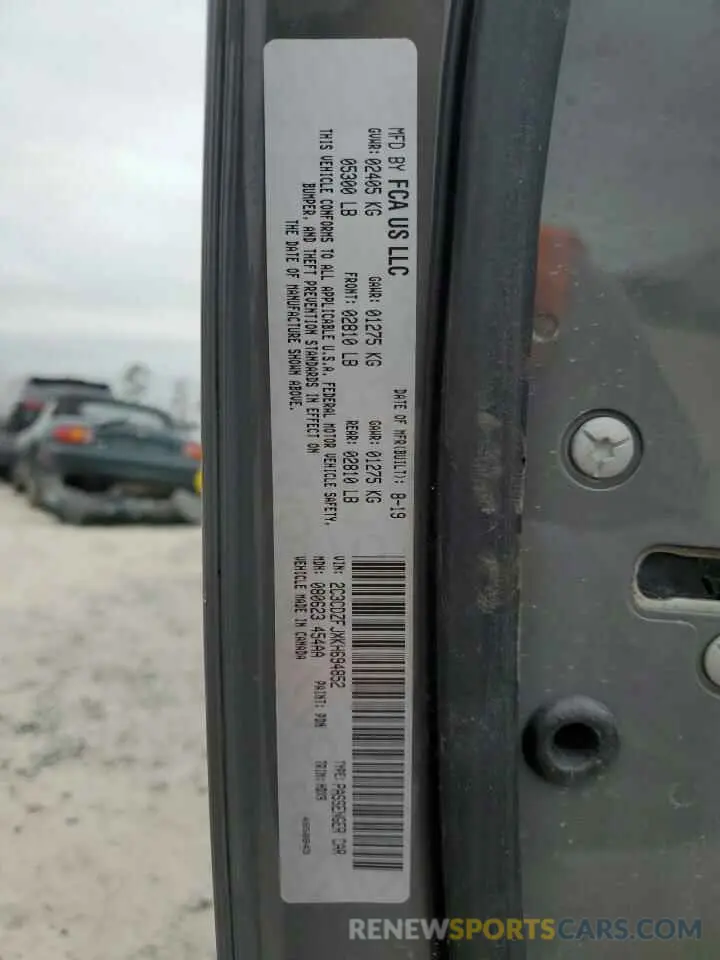 MFD BY FCA US LLC
DATE OF MFR(BUILT): 8-19
GVWR: 02405 KG
GAWR: 01275 KG
GAWR: 01275 KG
05300 LB
FRONT: 02810 LB
REAR: 02810 LB
THIS VEHICLE CONFORMS TO ALL APPLICABLE U.S.A. FEDERAL MOTOR VEHICLE SAFETY,
BUMPER, AND THEFT PREVENTION STANDARDS IN EFFECT ON
THE DATE OF MANUFACTURE SHOWN ABOVE.
VIN: 2C3CDZFJXKH694852
TYPE: PASSENGER CAR
MDH: 080623 454AA
PAINT: PDN
TRIM:
VEHICLE MADE IN CANADA
RENEWSPORTSCARS.COM